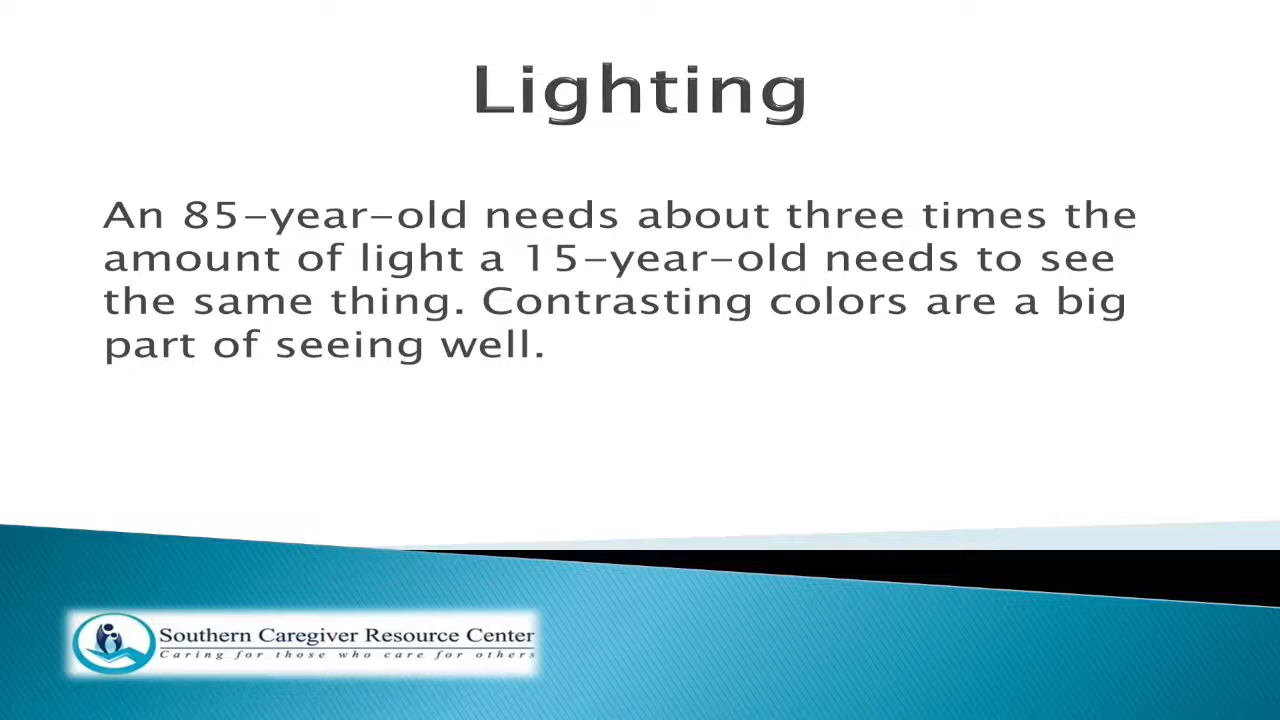 Lighting
An 85-year-old needs about three times the
amount of light a 15-year-old needs to see
the same thing. Contrasting colors are a big
part of seeing well.
Southern Caregiver Resource Center
Caring for those who care for others